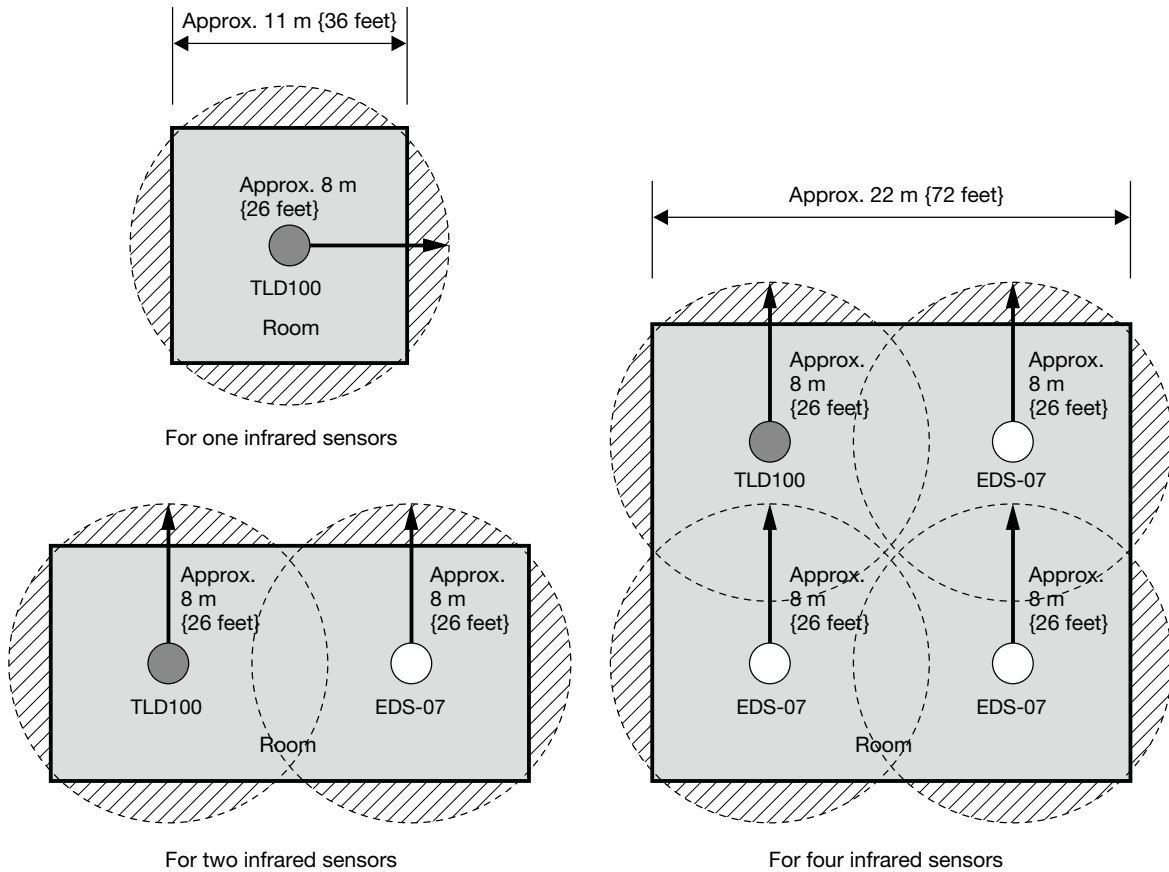 Approx. 11 m {36 feet}
Approx. 8 m
{26 feet}
TLD100
Room
For one infrared sensors
Approx.
8 m
{26 feet}
TLD100
Approx.
8 m
{26 feet}
EDS-07
Room
For two infrared sensors
Approx. 22 m {72 feet}
Approx.
8 m
{26 feet}
TLD100
Approx.
8 m
{26 feet}
EDS-07
Approx.
8 m
{26 feet}
EDS-07
Approx.
8 m
{26 feet}
EDS-07
Room
For four infrared sensors